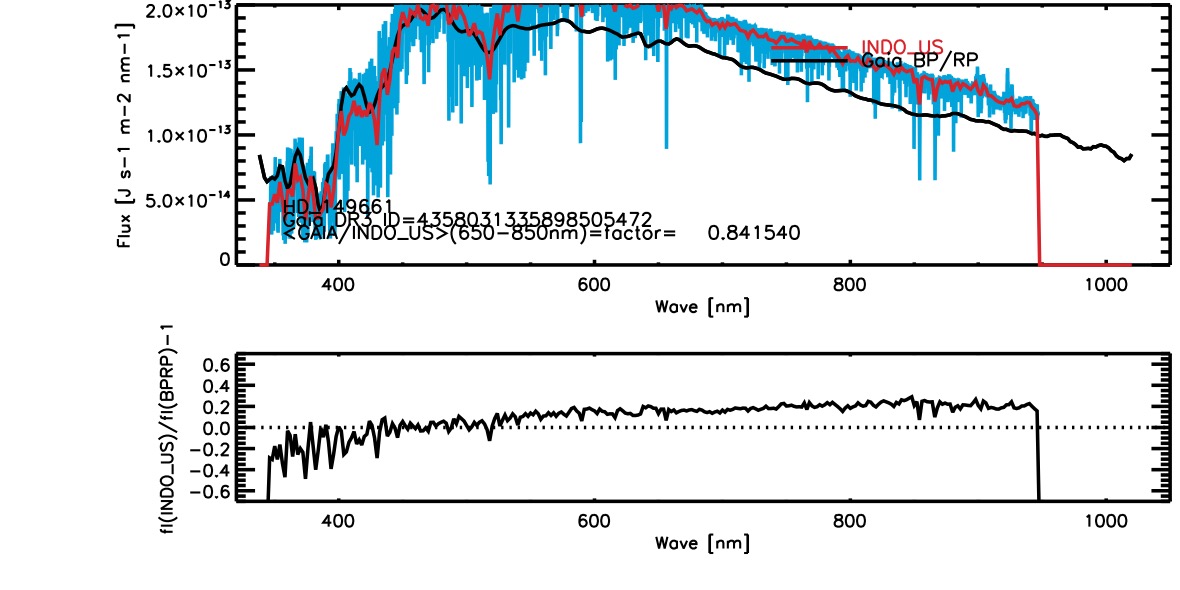 2.0×10−13
1.5×10−13
1.0×10−13
5.0×10−14
0
Flux [J s−1 m−2 nm−1]
INDO_US
Gaia BP/RP
HD_149661
Gaia DR3 ID=4358031335898505472
<GAIA/INDO_US>(650−850nm)=factor= 0.841540
400 600 800 1000
Wave [nm]
fl(INDO_US)/fl(BPRP)−1
0.6
0.4
0.2
0.0
−0.2
−0.4
−0.6
400 600 800 1000
Wave [nm]